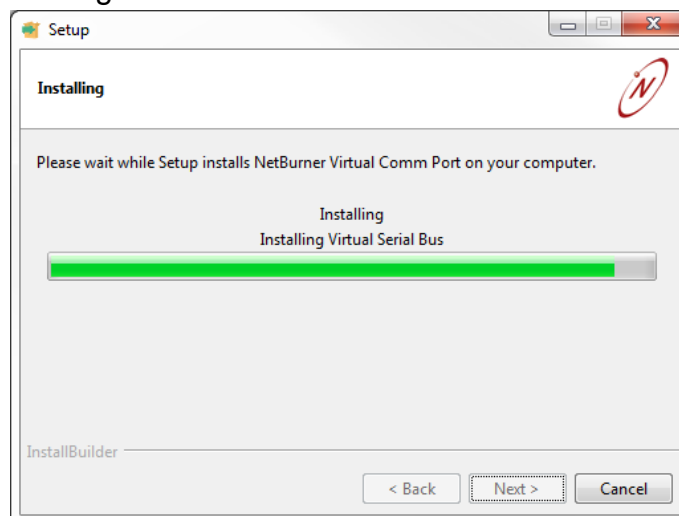 Setup
Installing
N
Please wait while Setup installs NetBurner Virtual Comm Port on your computer.
Installing
Installing Virtual Serial Bus
InstallBuilder
< Back Next > Cancel